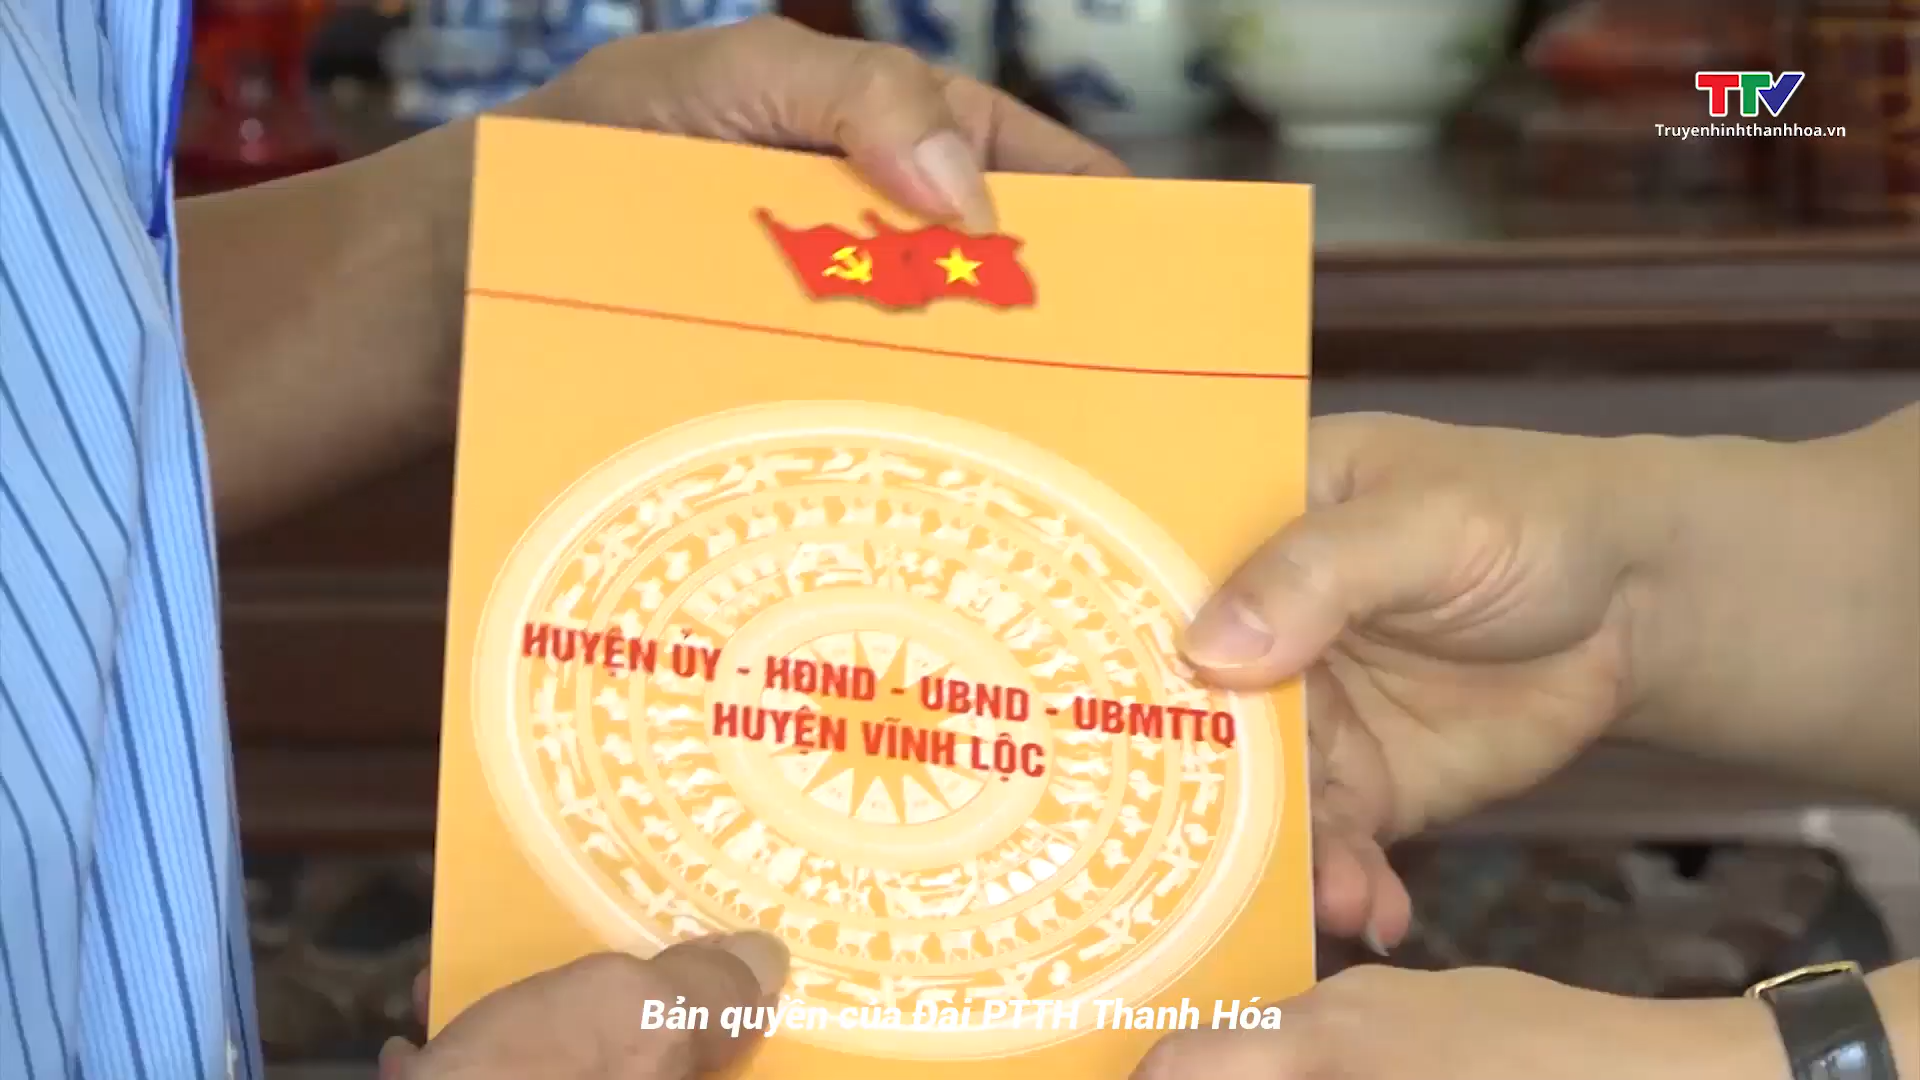 TTV
Truyenhinhthanhhoa.vn
HUYỆN ỦY - HĐND - UBND - UBMTTQ
HUYỆN VĨNH LỘC
Bản quyền của Đài PTTH Thanh Hóa